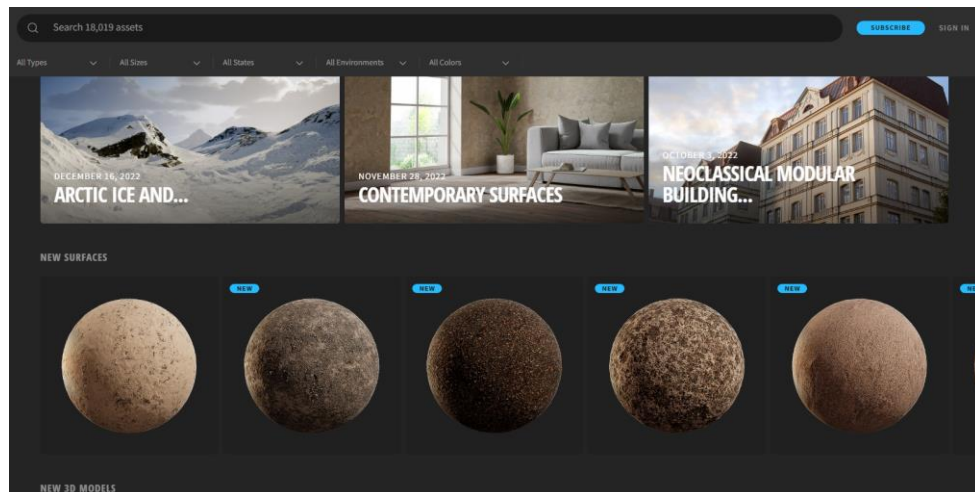 Search 18,019 assets
SUBSCRIBE
SIGN IN
All Types
All Sizes
All States
All Environments
All Colors
DECEMBER 16, 2022
ARCTIC ICE AND...
NOVEMBER 28, 2022
CONTEMPORARY SURFACES
OCTOBER 3, 2022
NEOCLASSICAL MODULAR
BUILDING...
NEW SURFACES
NEW
NEW
NEW
NEW
NEW 3D MODELS